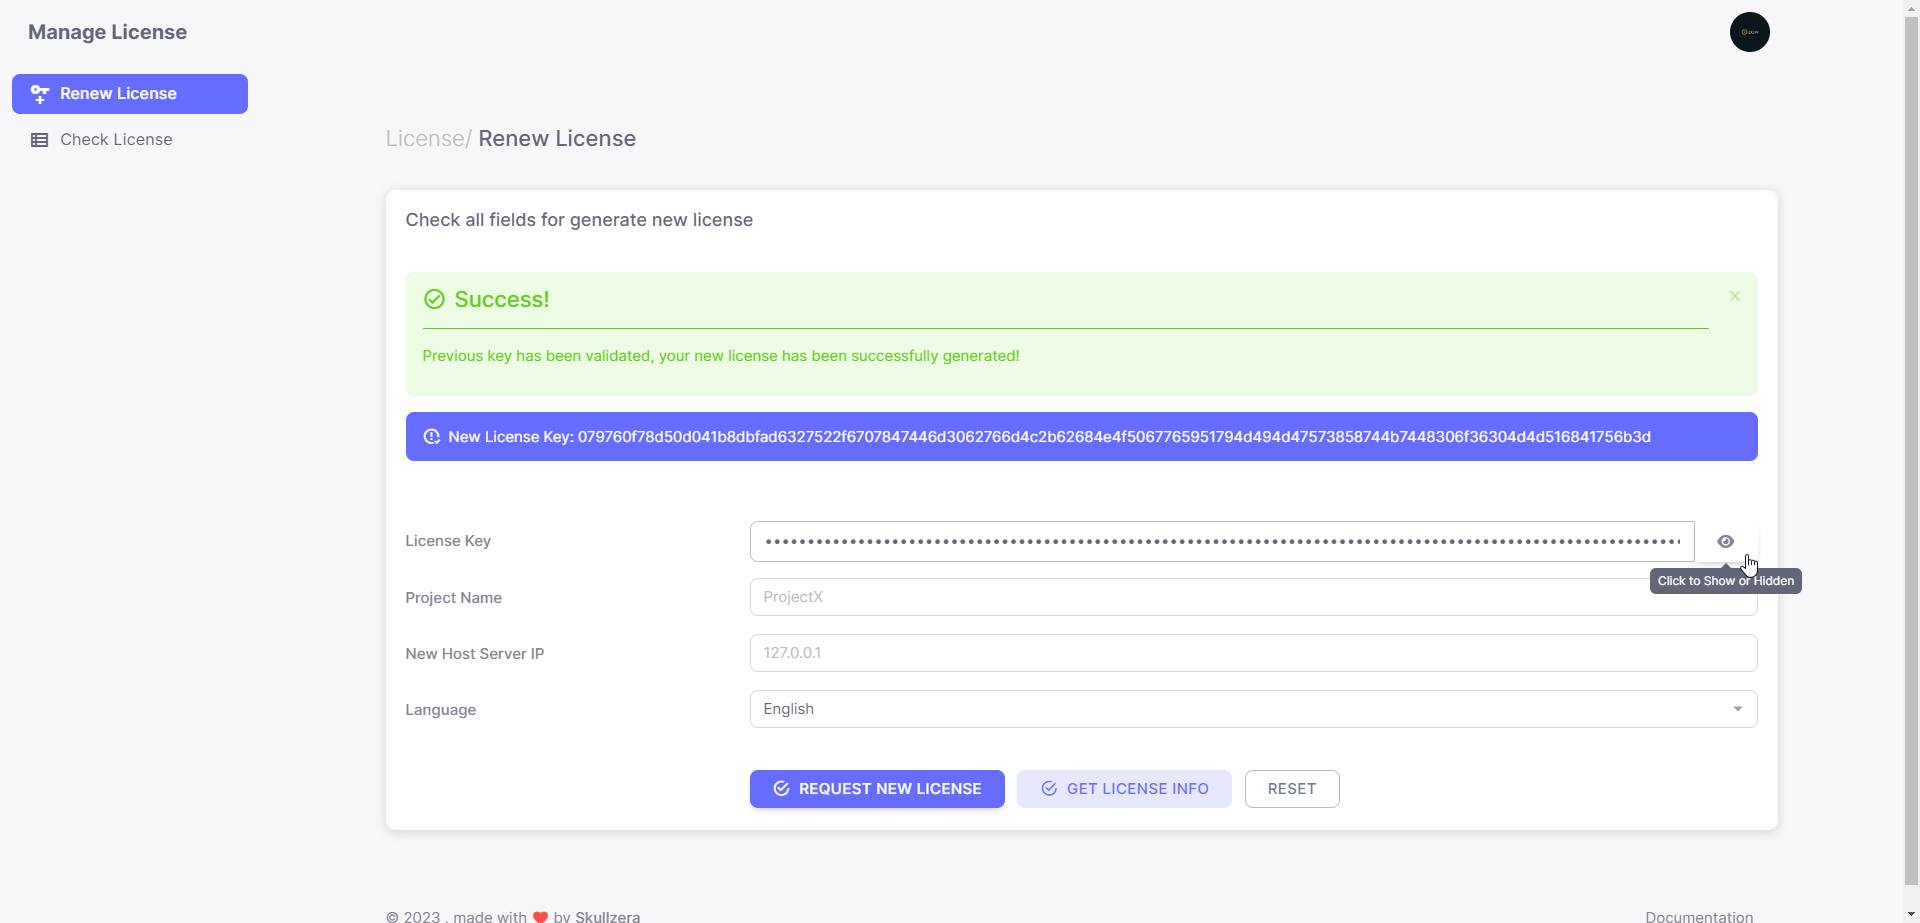 Manage License
Renew License
Check License
License/ Renew License
Check all fields for generate new license
Success!
Previous key has been validated, your new license has been successfully generated!
New License Key: 079760f78d50d041b8dbfad6327522f6707847446d3062766d4c2b62684e4f5067765951794d494d47573858744b7448306f36304d4d516841756b3d
License Key
Click to Show or Hidden
Project Name
ProjectX
New Host Server IP
127.0.0.1
Language
English
REQUEST NEW LICENSE
GET LICENSE INFO
RESET
© 2023 , made with ❤️ by Skullzera
Documentation